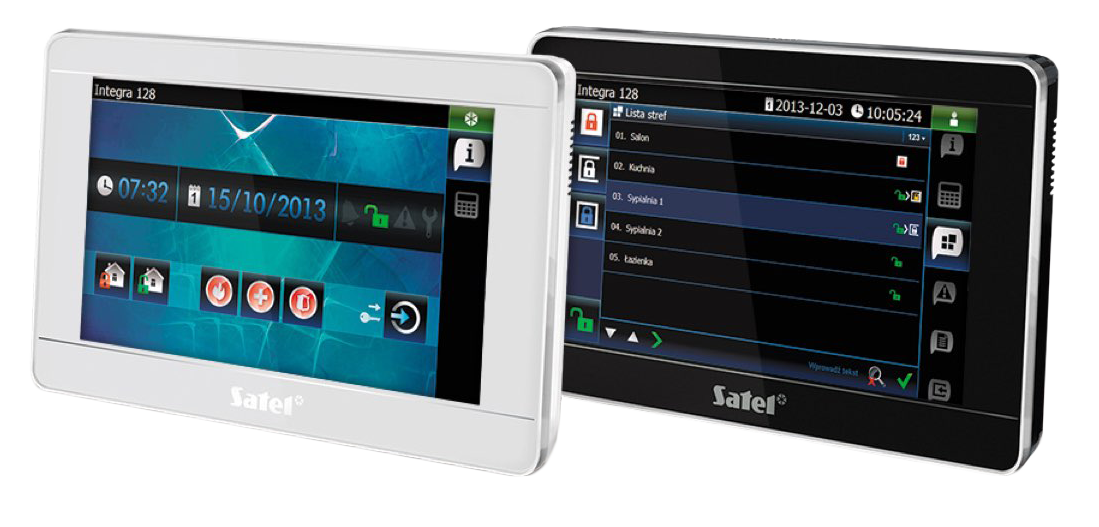 Integra 128
07:32
1
15/10/2013
Satel
Integra 128
2013-12-03
10:05:24
Lista stref
123
01. Salon
02. Kuchnia
03. Sypialnia 1
04. Sypialnia 2
05. Łazienka
Wprowadź tekst
Satel